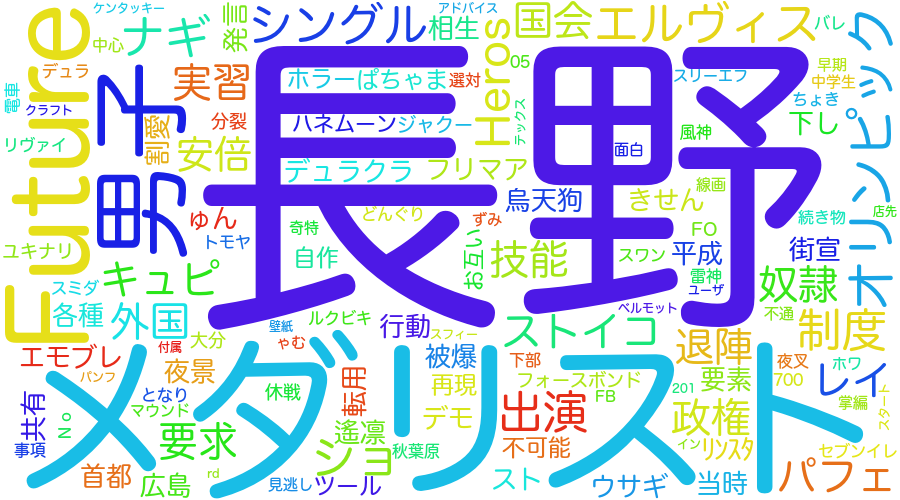 ケンタッキー
アドバイス
Future
中心
ナギ
発言
シングル
相生
Heros
国会
エルヴィス
バレ
オリンピック
デュラ
電車
クラフト
リヴァイ
男子
実習
割愛
分裂
安倍
長野
ホラーぱちゃま
選対
05
スリーエフ
早期
中学生
ちょき
下し
ハネムーン
ジャクー
テックス
面白
風神
デュラクラ
フリマア
烏天狗
きせん
線画
続き物
店先
ゅん
奇特
どんぐり
ずみ
FO
ユキナリ
トモヤ
自作
お互い
技能
スワン
平成
街宣
キュピ
雷神
ユーザ
奴隷
スミダ
各種
外国
大分
壁紙
ルクビキ
行動
スフィー
ストイコ
ベルモット
不通
制度
メダリスト
エモブレ
パンフ
付属
ゃむ
夜景
休戦
転用
被爆
再現
下部
フォースボンド
FB
退陣
要素
201
夜叉
700
ホワ
レイ
掌編
スタート
共有
となり
マウンド
No
要求
遙凛
デモ
出演
不可能
政権
イン
リンスタ
セブンイレ
事項
首都
広島
rd
見逃し
ショ
ツール
秋葉原
スト
ウサギ
当時
パフェ